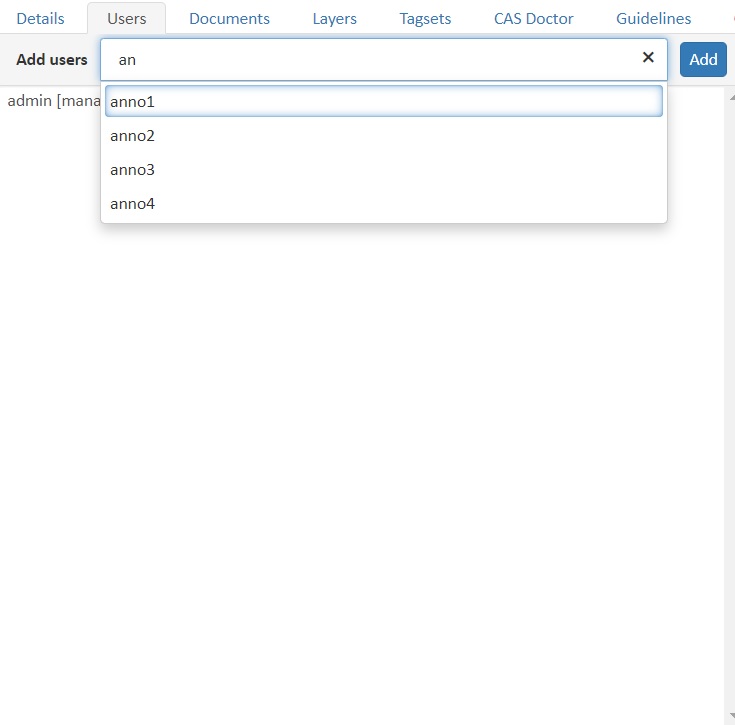 Details Users Documents Layers Tagsets CAS Doctor Guidelines
Add users an × Add
admin [mana
anno1
anno2
anno3
anno4